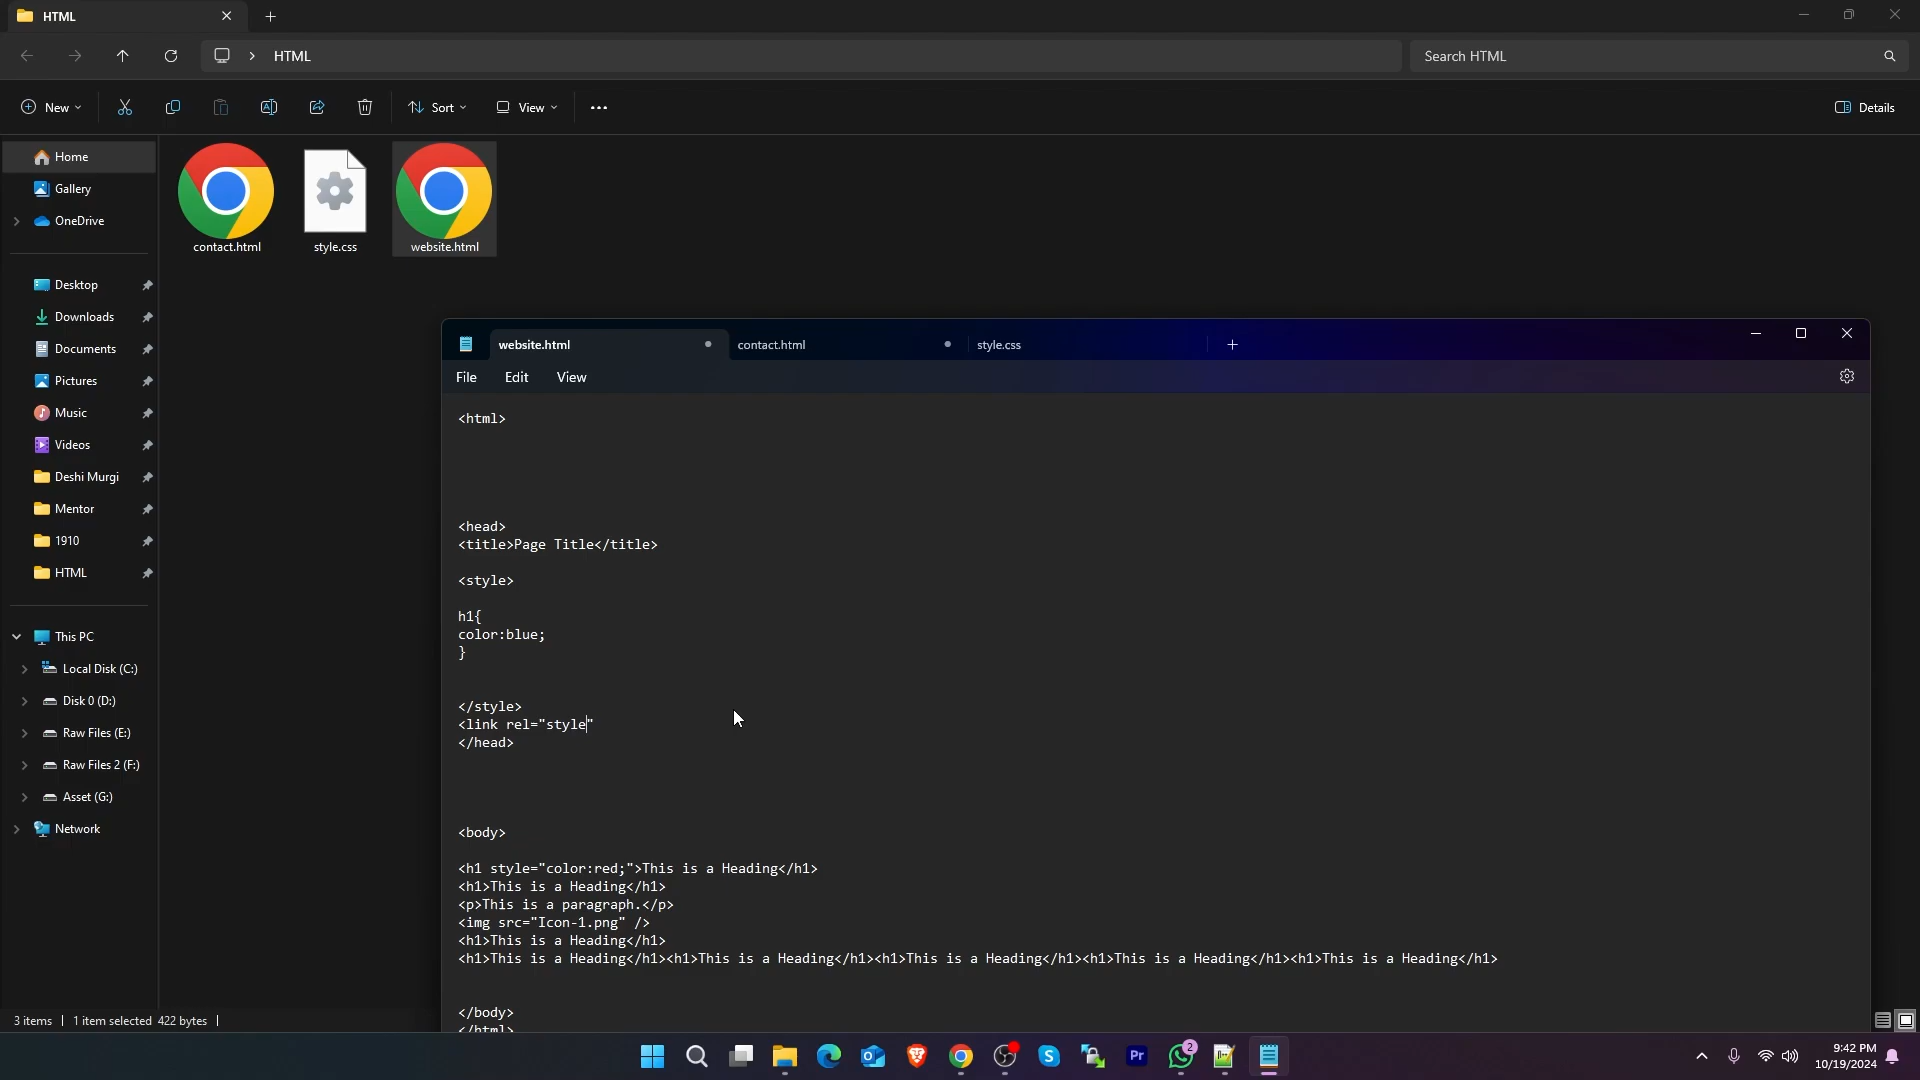 HTML
HTML
Search HTML
New
Sort
View
Details
Home
Gallery
OneDrive
Desktop
Downloads
Documents
Pictures
Music
Videos
Deshi Murgi
Mentor
1910
HTML
This PC
Local Disk (C:)
Disk 0 (D:)
Raw Files (E:)
Raw Files 2 (F:)
Asset (G:)
Network
contact.html
style.css
website.html
website.html
contact.html
style.css
File
Edit
View
<html>
<head>
<title>Page Title</title>
<style>
h1{
color:blue;
}
</style>
<link rel="style"
</head>
<body>
<h1 style="color:red;">This is a Heading</h1>
<h1>This is a Heading</h1>
<p>This is a paragraph.</p>
<img src="Icon-1.png" />
<h1>This is a Heading</h1>
<h1>This is a Heading</h1><h1>This is a Heading</h1><h1>This is a Heading</h1><h1>This is a Heading</h1><h1>This is a Heading</h1>
</body>
</html>
3 items
1 item selected 422 bytes
Pr
2
9:42 PM
10/19/2024